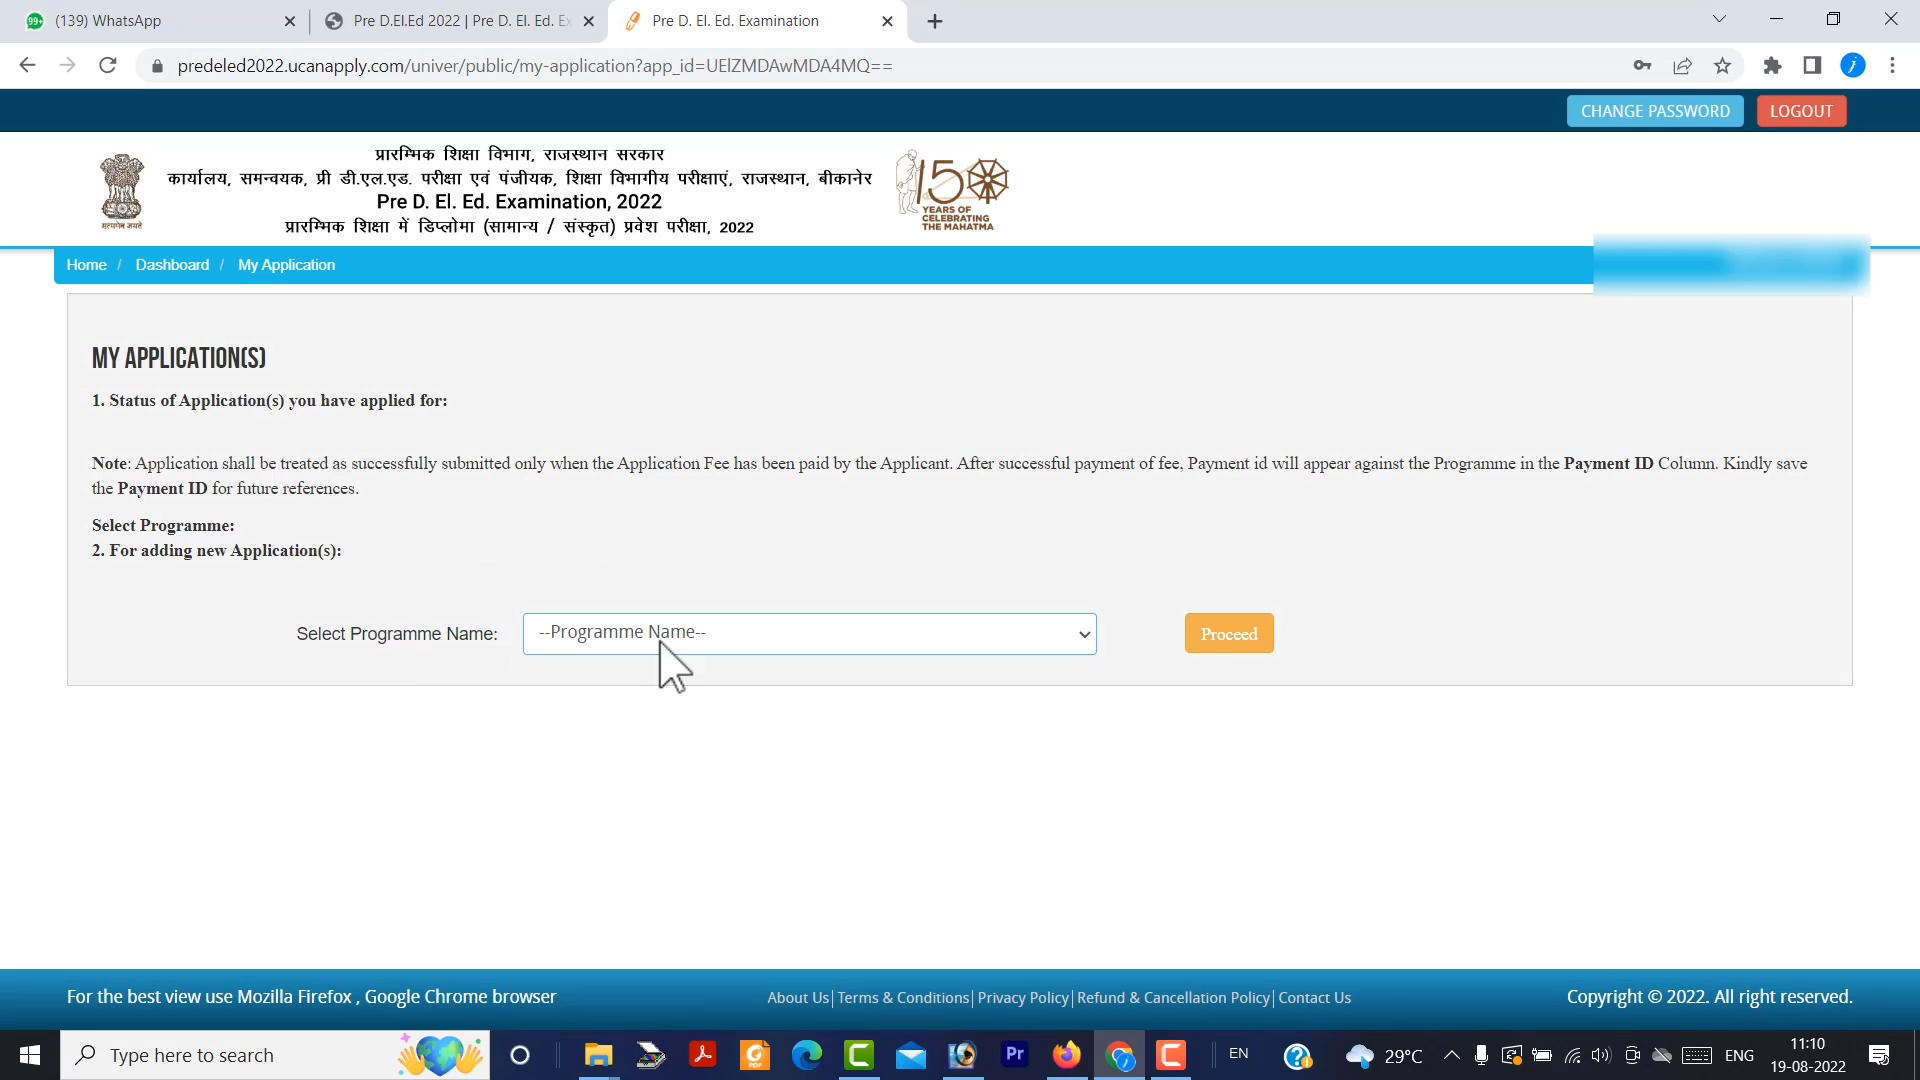 99+ (139) WhatsApp
Pre D.El.Ed 2022 | Pre D. El. Ed. Ex
Pre D. El. Ed. Examination
predeled2022.ucanapply.com/univer/public/my-application?app_id=UElZMDAwMDA4MQ==
CHANGE PASSWORD LOGOUT
प्रारम्भिक शिक्षा विभाग, राजस्थान सरकार
कार्यालय, समन्वयक, प्री डी.एल.एड. परीक्षा एवं पंजीयक, शिक्षा विभागीय परीक्षाएं, राजस्थान, बीकानेर
Pre D. El. Ed. Examination, 2022
प्रारम्भिक शिक्षा में डिप्लोमा (सामान्य / संस्कृत) प्रवेश परीक्षा, 2022
सत्यमेव जयते
150
YEARS OF
CELEBRATING
THE MAHATMA
Home / Dashboard / My Application
MY APPLICATION(S)
1. Status of Application(s) you have applied for:
Note: Application shall be treated as successfully submitted only when the Application Fee has been paid by the Applicant. After successful payment of fee, Payment id will appear against the Programme in the Payment ID Column. Kindly save
the Payment ID for future references.
Select Programme:
2. For adding new Application(s):
Select Programme Name: --Programme Name-- Proceed
For the best view use Mozilla Firefox , Google Chrome browser
About Us| Terms & Conditions| Privacy Policy| Refund & Cancellation Policy| Contact Us
Copyright © 2022. All right reserved.
Type here to search
Pr
EN
29°C
ENG
11:10
19-08-2022